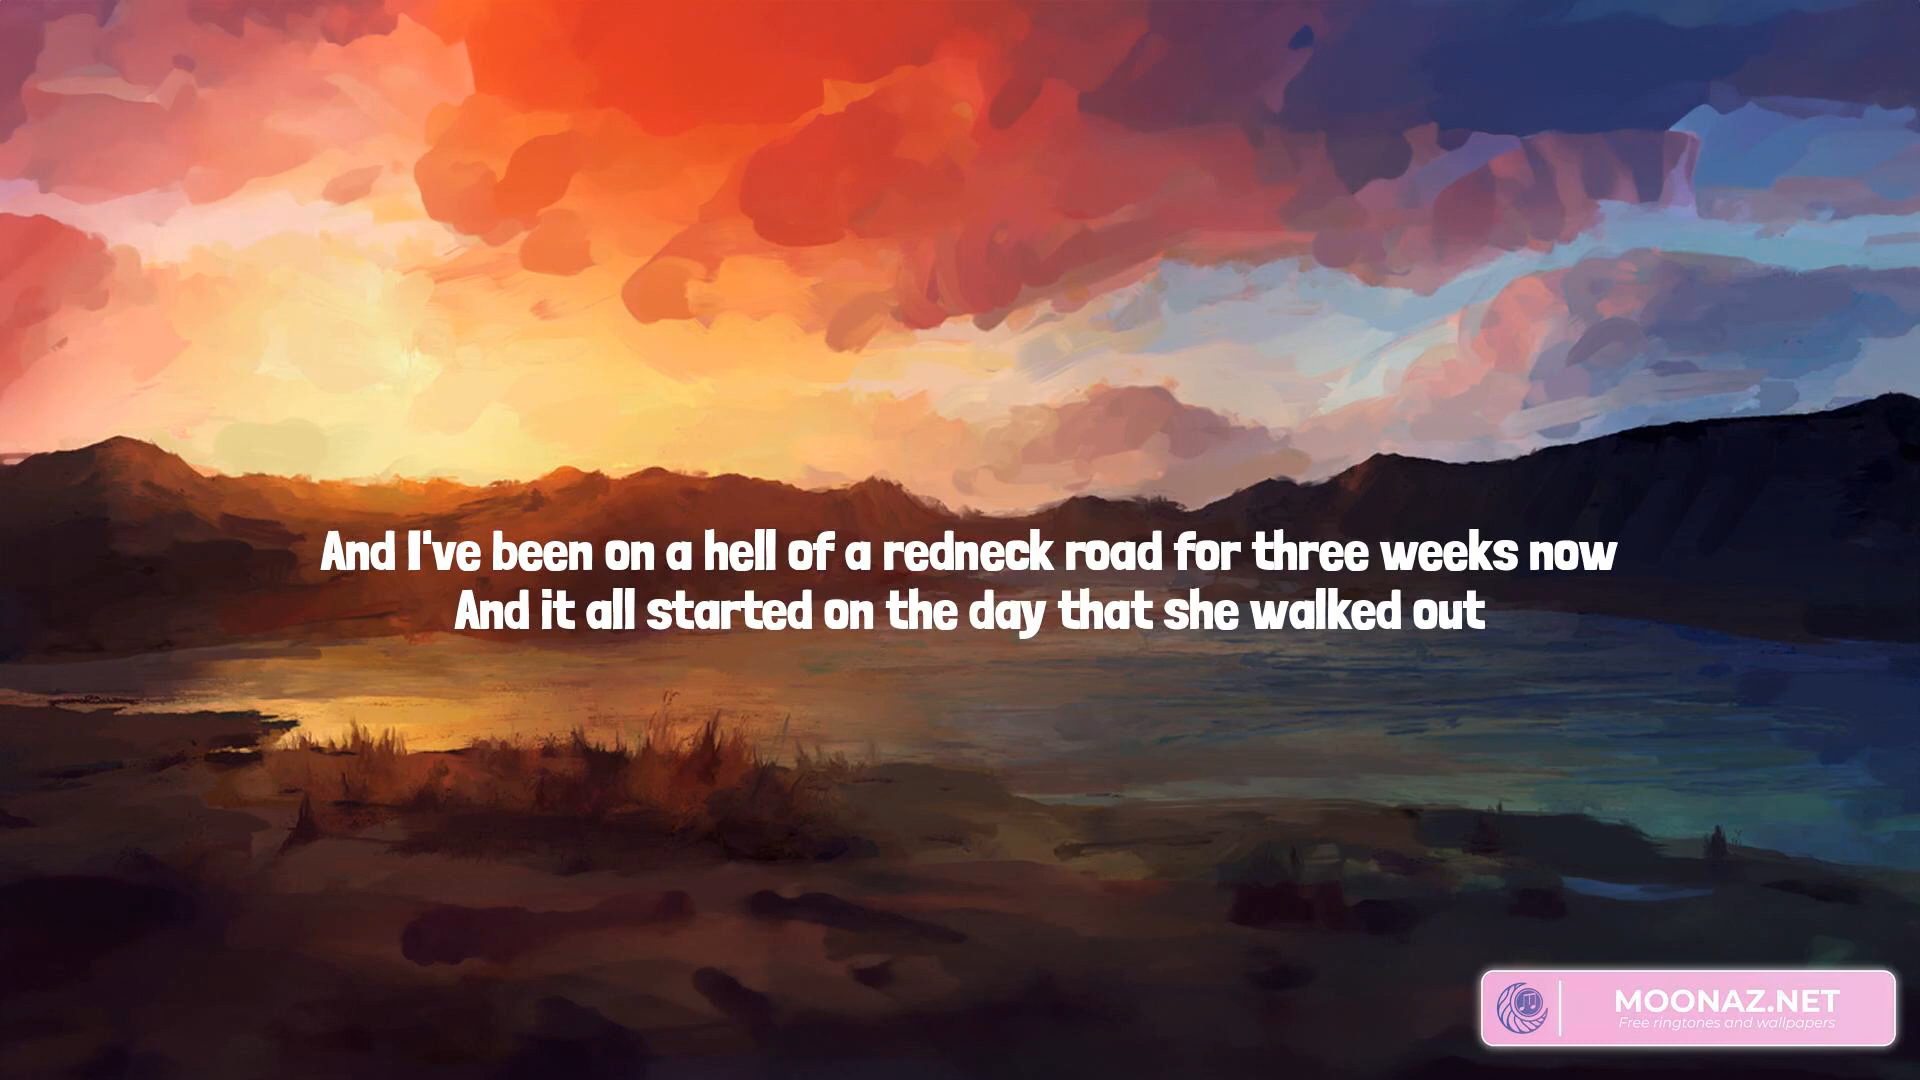 And I've been on a hell of a redneck road for three weeks now
And it all started on the day that she walked out
MOONAZ.NET
Free ringtones and wallpapers